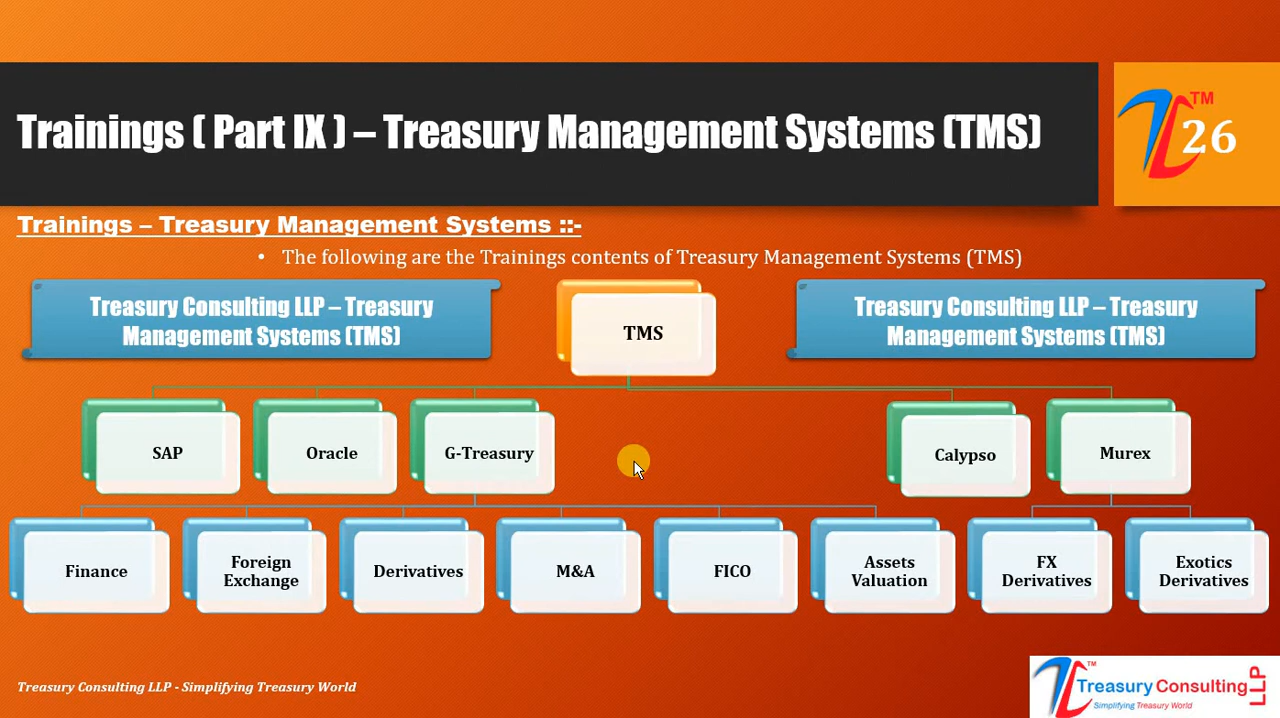 Trainings ( Part IX ) – Treasury Management Systems (TMS)
TM
26
Trainings – Treasury Management Systems ::-
• The following are the Trainings contents of Treasury Management Systems (TMS)
Treasury Consulting LLP – Treasury
Management Systems (TMS)
TMS
Treasury Consulting LLP – Treasury
Management Systems (TMS)
SAP
Oracle
G-Treasury
Calypso
Murex
Finance
Foreign
Exchange
Derivatives
M&A
FICO
Assets
Valuation
FX
Derivatives
Exotics
Derivatives
Treasury Consulting LLP - Simplifying Treasury World
TM
Treasury Consulting LLP
Simplifying Treasury World